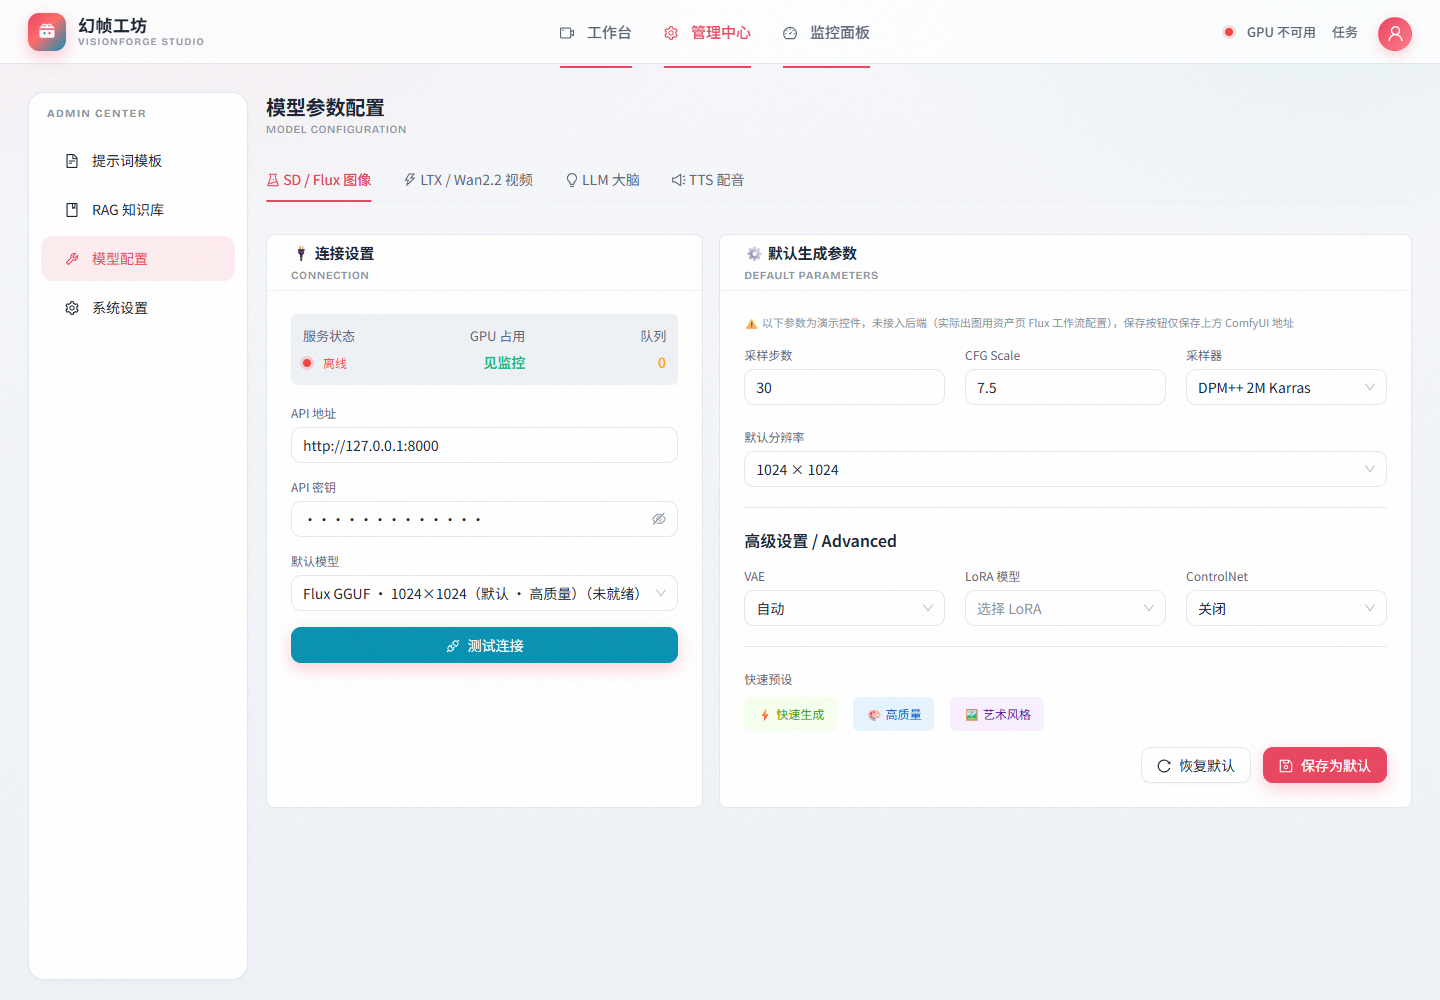 幻帧工坊
VISIONFORGE STUDIO
工作台
管理中心
监控面板
GPU 不可用
任务
ADMIN CENTER
提示词模板
RAG 知识库
模型配置
系统设置
模型参数配置
MODEL CONFIGURATION
SD / Flux 图像
LTX / Wan2.2 视频
LLM 大脑
TTS 配音
连接设置
CONNECTION
服务状态
GPU 占用
队列
离线
见监控
0
API 地址
http://127.0.0.1:8000
API 密钥
•••••••••••••
默认模型
Flux GGUF · 1024×1024（默认 · 高质量）（未就绪）
测试连接
默认生成参数
DEFAULT PARAMETERS
以下参数为演示控件，未接入后端（实际出图用资产页 Flux 工作流配置），保存按钮仅保存上方 ComfyUI 地址
采样步数
CFG Scale
采样器
30
7.5
DPM++ 2M Karras
默认分辨率
1024 × 1024
高级设置 / Advanced
VAE
LoRA 模型
ControlNet
自动
选择 LoRA
关闭
快速预设
快速生成
高质量
艺术风格
恢复默认
保存为默认